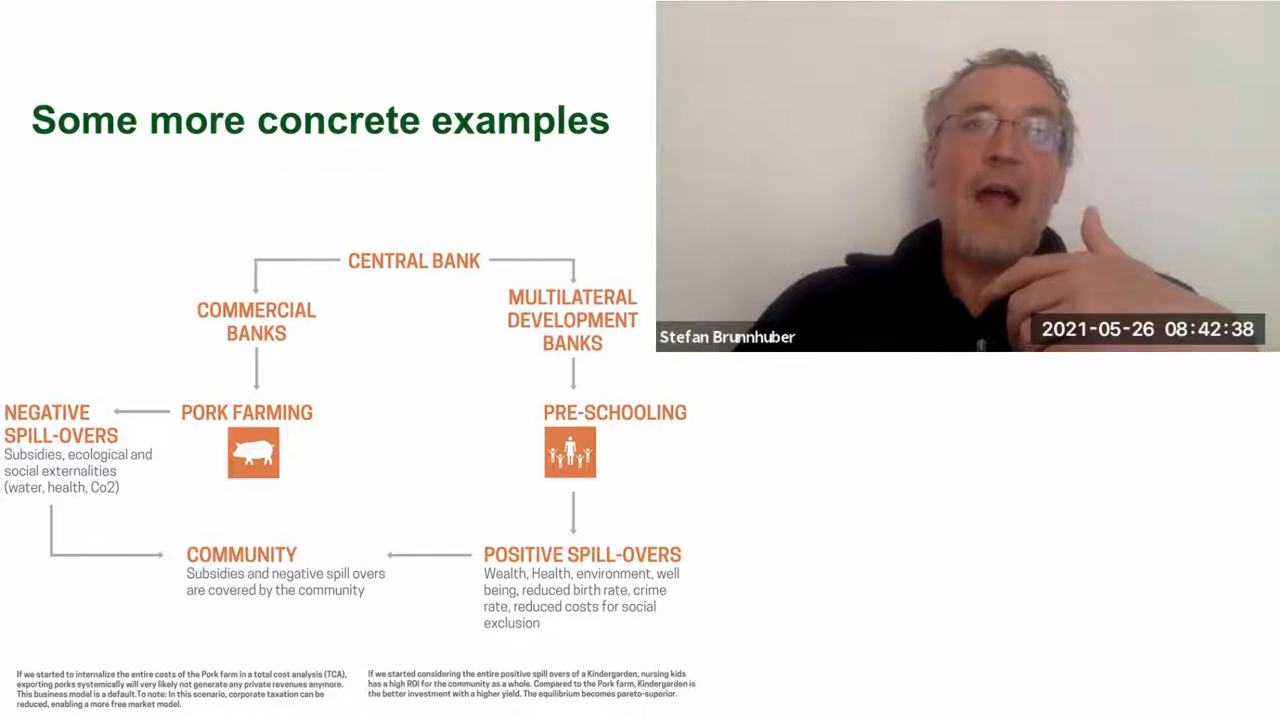 Some more concrete examples
CENTRAL BANK
COMMERCIAL
BANKS
MULTILATERAL
DEVELOPMENT
BANKS
NEGATIVE
SPILL-OVERS
Subsidies, ecological and
social externalities
(water, health, Co2)
PORK FARMING
PRE-SCHOOLING
COMMUNITY
Subsidies and negative spill overs
are covered by the community
POSITIVE SPILL-OVERS
Wealth, Health, environment, well
being, reduced birth rate, crime
rate, reduced costs for social
exclusion
If we started to internalize the entire costs of the Pork farm in a total cost analysis (TCA),
exporting porks systemically will very likely not generate any private revenues anymore.
This business model is a default.To note: In this scenario, corporate taxation can be
reduced, enabling a more free market model.
If we started considering the entire positive spill overs of a Kindergarden, nursing kids
has a high ROI for the community as a whole. Compared to the Pork farm, Kindergarden is
the better investment with a higher yield. The equilibrium becomes pareto-superior.
Stefan Brunnhuber
2021-05-26 08:42:38